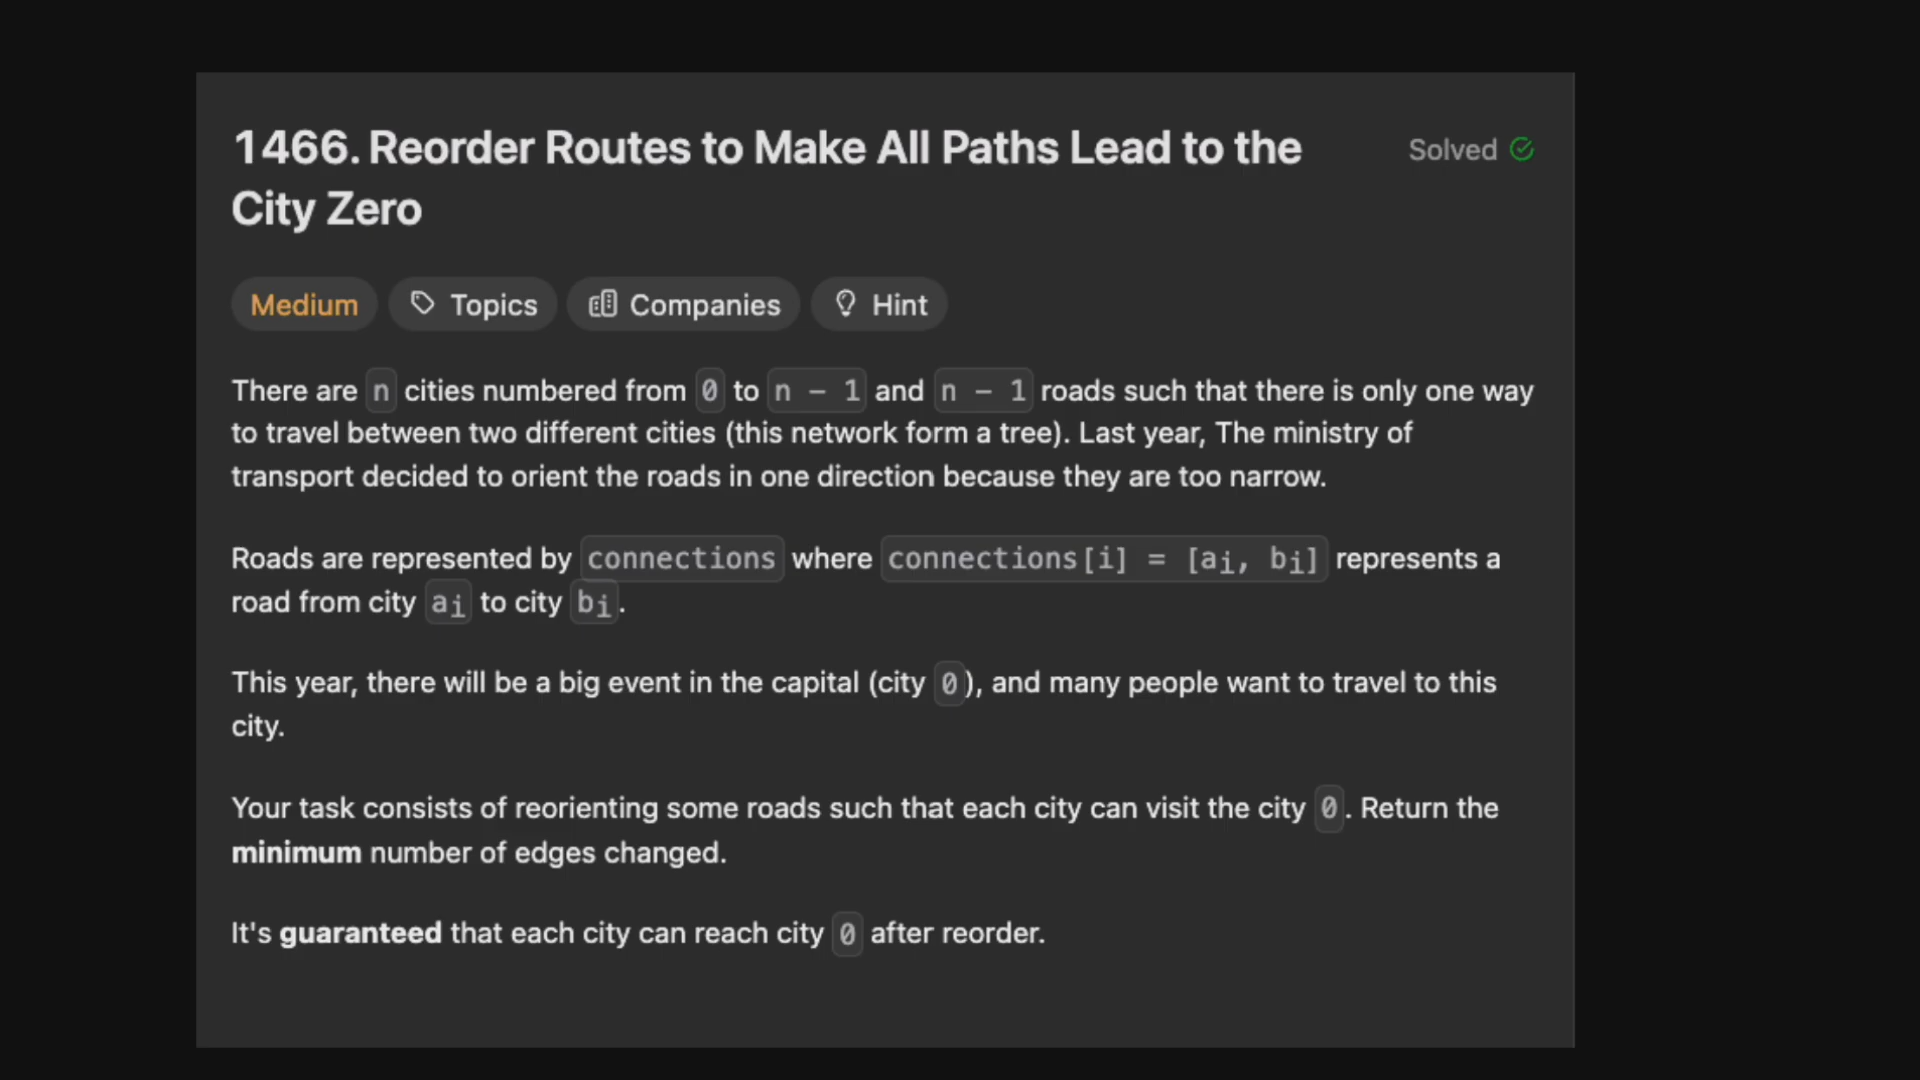 1466. Reorder Routes to Make All Paths Lead to the
City Zero
Solved
Medium
Topics
Companies
Hint
There are n cities numbered from 0 to n - 1 and n - 1 roads such that there is only one way
to travel between two different cities (this network form a tree). Last year, The ministry of
transport decided to orient the roads in one direction because they are too narrow.
Roads are represented by connections where connections[i] = [ai, bi] represents a
road from city ai to city bi.
This year, there will be a big event in the capital (city 0), and many people want to travel to this
city.
Your task consists of reorienting some roads such that each city can visit the city 0. Return the
minimum number of edges changed.
It's guaranteed that each city can reach city 0 after reorder.